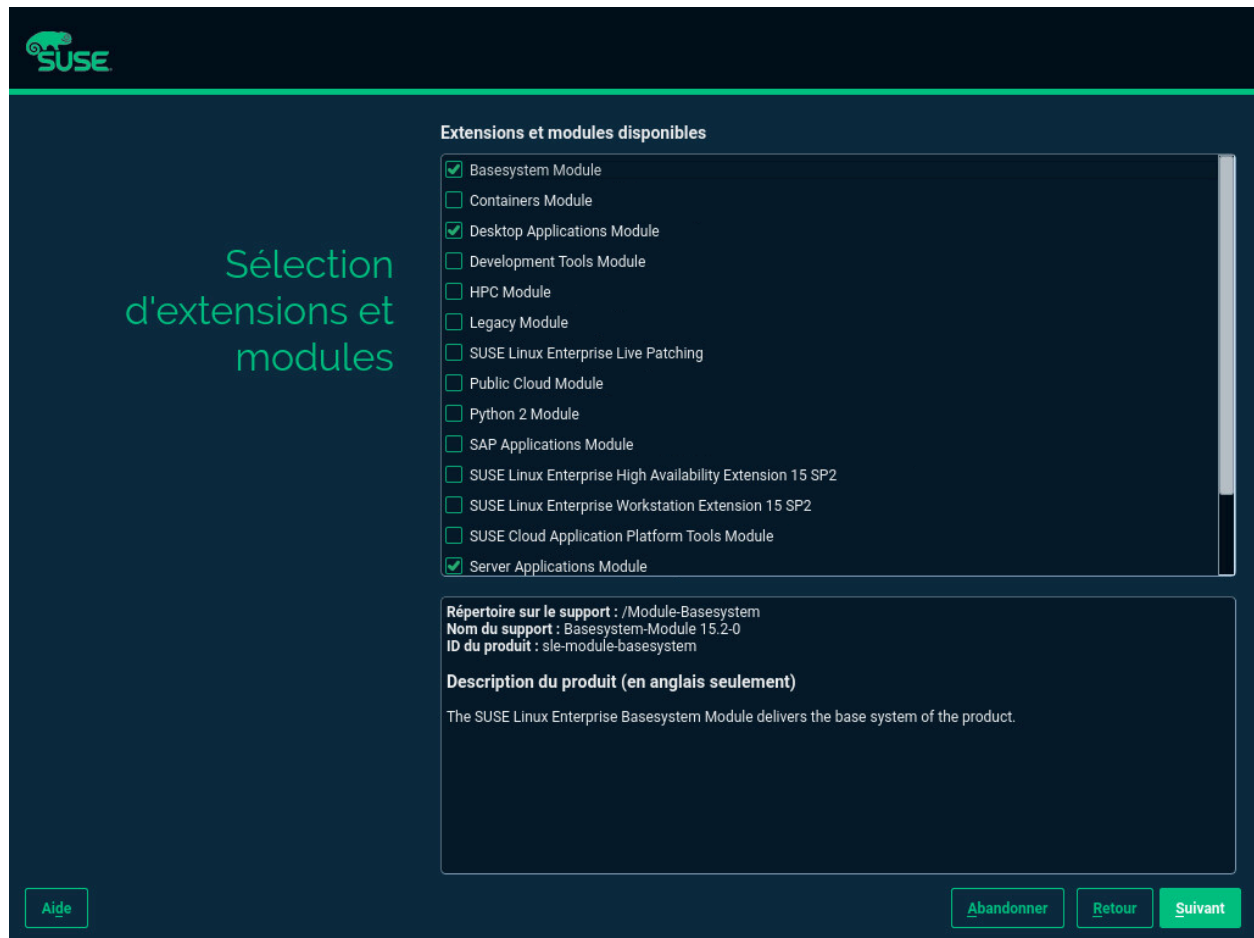 SUSE
Extensions et modules disponibles
Basesystem Module
Containers Module
Desktop Applications Module
Sélection
d'extensions et
modules
Development Tools Module
HPC Module
Legacy Module
SUSE Linux Enterprise Live Patching
Public Cloud Module
Python 2 Module
SAP Applications Module
SUSE Linux Enterprise High Availability Extension 15 SP2
SUSE Linux Enterprise Workstation Extension 15 SP2
SUSE Cloud Application Platform Tools Module
Server Applications Module
Répertoire sur le support : /Module-Basesystem
Nom du support : Basesystem-Module 15.2-0
ID du produit : sle-module-basesystem
Description du produit (en anglais seulement)
The SUSE Linux Enterprise Basesystem Module delivers the base system of the product.
Aide
Abandonner
Retour
Suivant